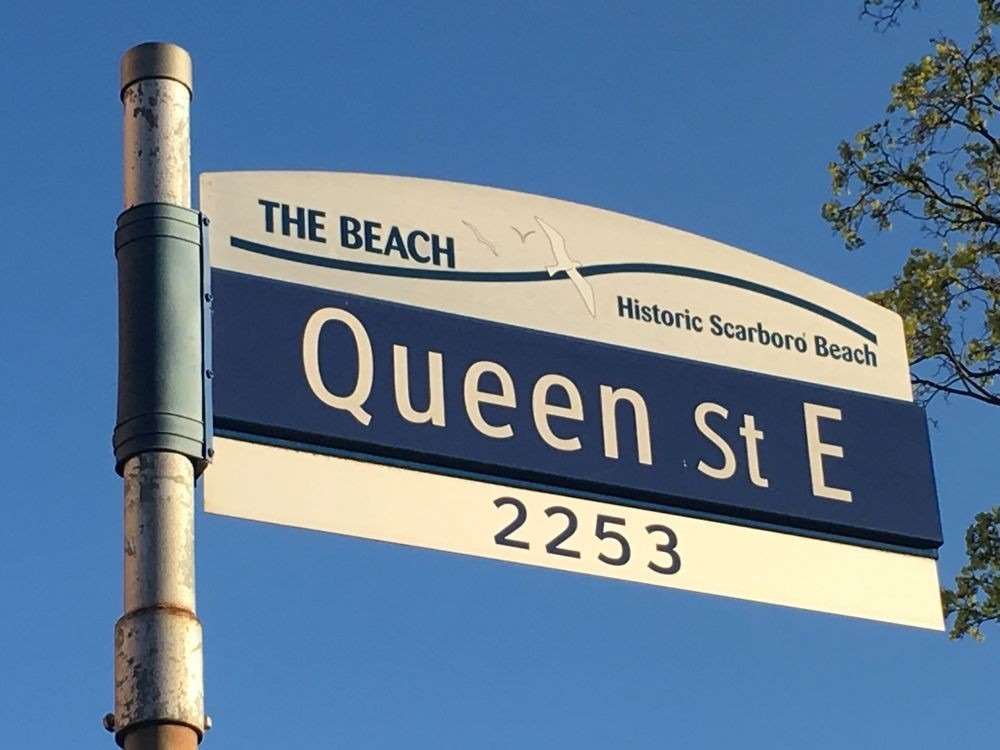 THE BEACH
Historic Scarboro Beach
Queen St E
2253